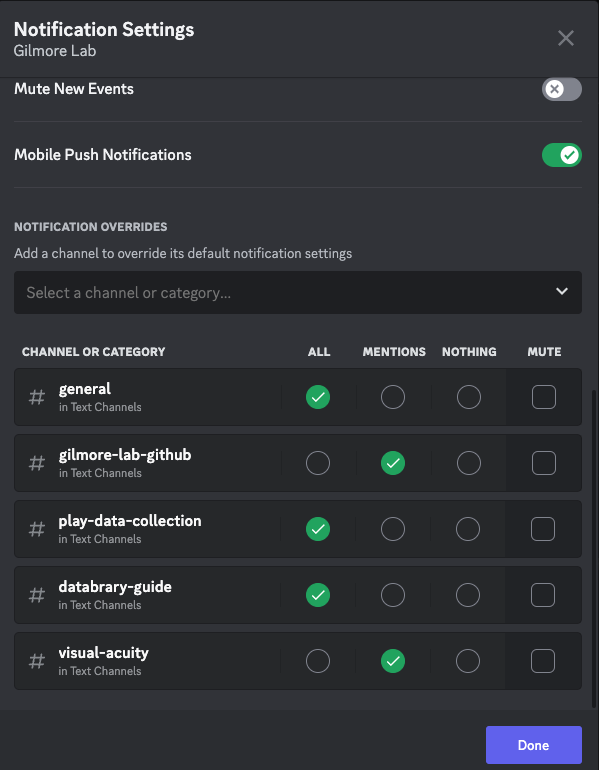 Notification Settings
Gilmore Lab
Mute New Events
Mobile Push Notifications
NOTIFICATION OVERRIDES
Add a channel to override its default notification settings
Select a channel or category...
CHANNEL OR CATEGORY ALL MENTIONS NOTHING MUTE
# general
in Text Channels
# gilmore-lab-github
in Text Channels
# play-data-collection
in Text Channels
# databrary-guide
in Text Channels
# visual-acuity
in Text Channels
Done